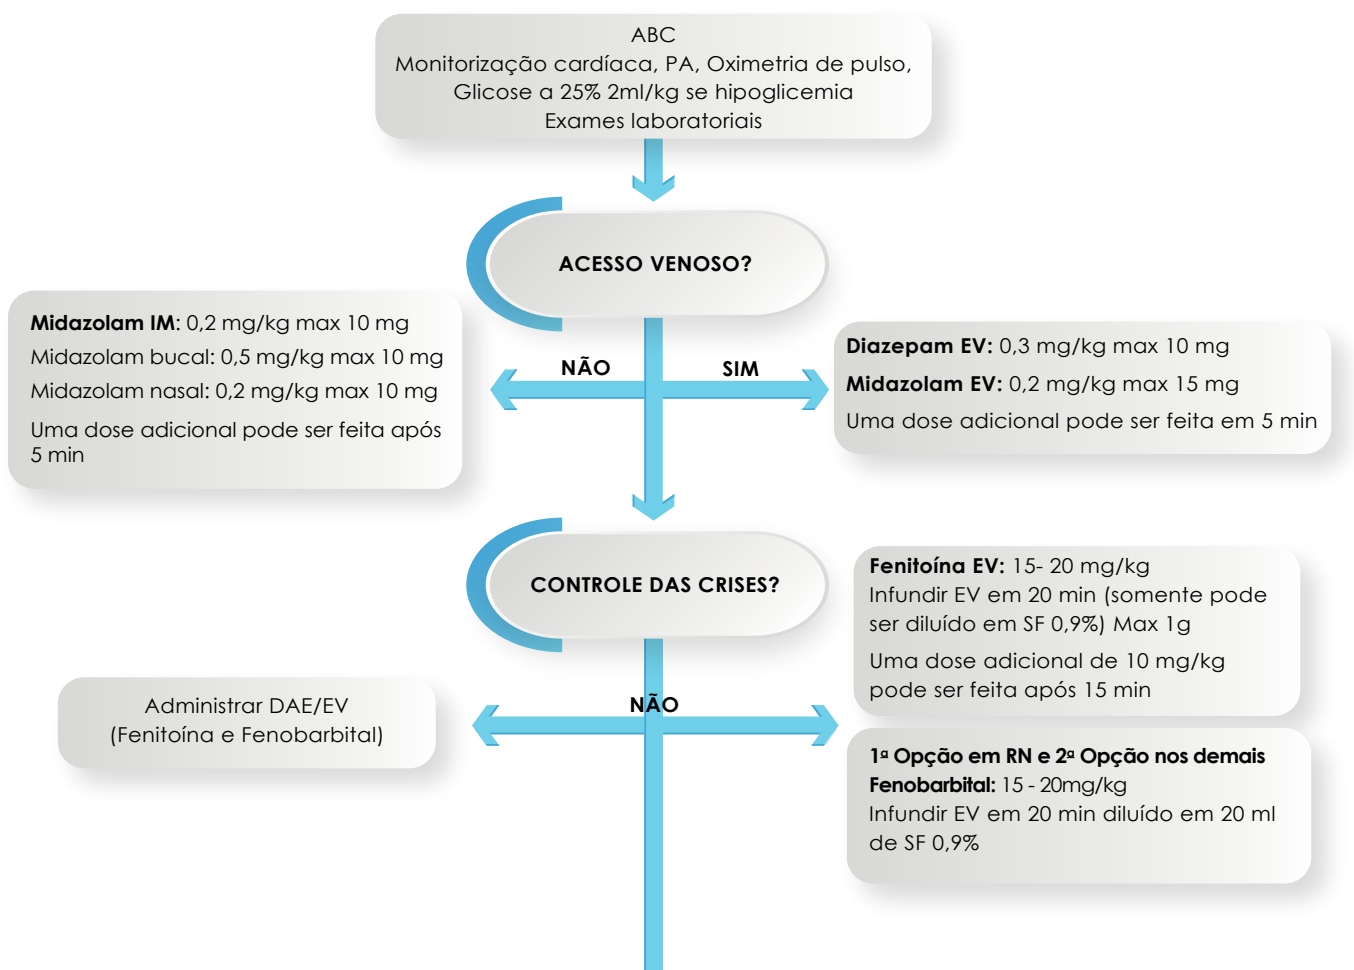 ABC
Monitorização cardíaca, PA, Oximetria de pulso,
Glicose a 25% 2ml/kg se hipoglicemia
Exames laboratoriais
ACESSO VENOSO?
Midazolam IM: 0,2 mg/kg max 10 mg
Midazolam bucal: 0,5 mg/kg max 10 mg
Midazolam nasal: 0,2 mg/kg max 10 mg
Uma dose adicional pode ser feita após
5 min
NÃO
SIM
Diazepam EV: 0,3 mg/kg max 10 mg
Midazolam EV: 0,2 mg/kg max 15 mg
Uma dose adicional pode ser feita em 5 min
CONTROLE DAS CRISES?
Administrar DAE/EV
(Fenitoína e Fenobarbital)
NÃO
Fenitoína EV: 15- 20 mg/kg
Infundir EV em 20 min (somente pode
ser diluído em SF 0,9%) Max 1g
Uma dose adicional de 10 mg/kg
pode ser feita após 15 min
1ª Opção em RN e 2ª Opção nos demais
Fenobarbital: 15 - 20mg/kg
Infundir EV em 20 min diluído em 20 ml
de SF 0,9%